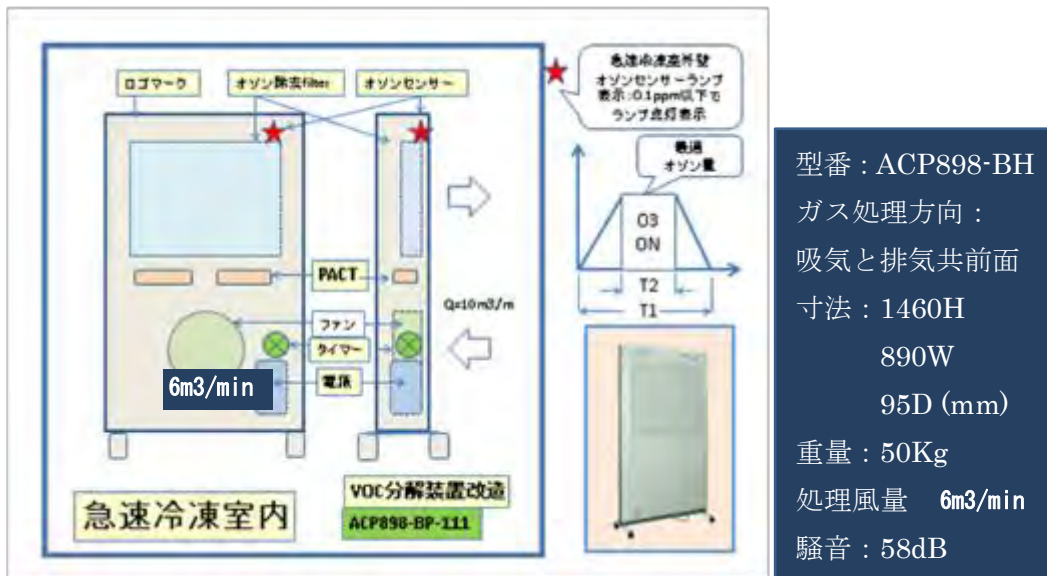 ロゴマーク
オゾン除去filter
オゾンセンサー
急速冷凍室外壁
オゾンセンサーランプ
表示:0.1ppm以下で
ランプ点灯表示
最適
オゾン量
O3
ON
T2
T1
PACT
Q=10m3/m
ファン
タイマー
電源
6m3/min
急速冷凍室内
VOC分解装置改造
ACP898-BP-111
型番：ACP898-BH
ガス処理方向：
吸気と排気共前面
寸法：1460H
890W
95D (mm)
重量：50Kg
処理風量　6m3/min
騒音：58dB